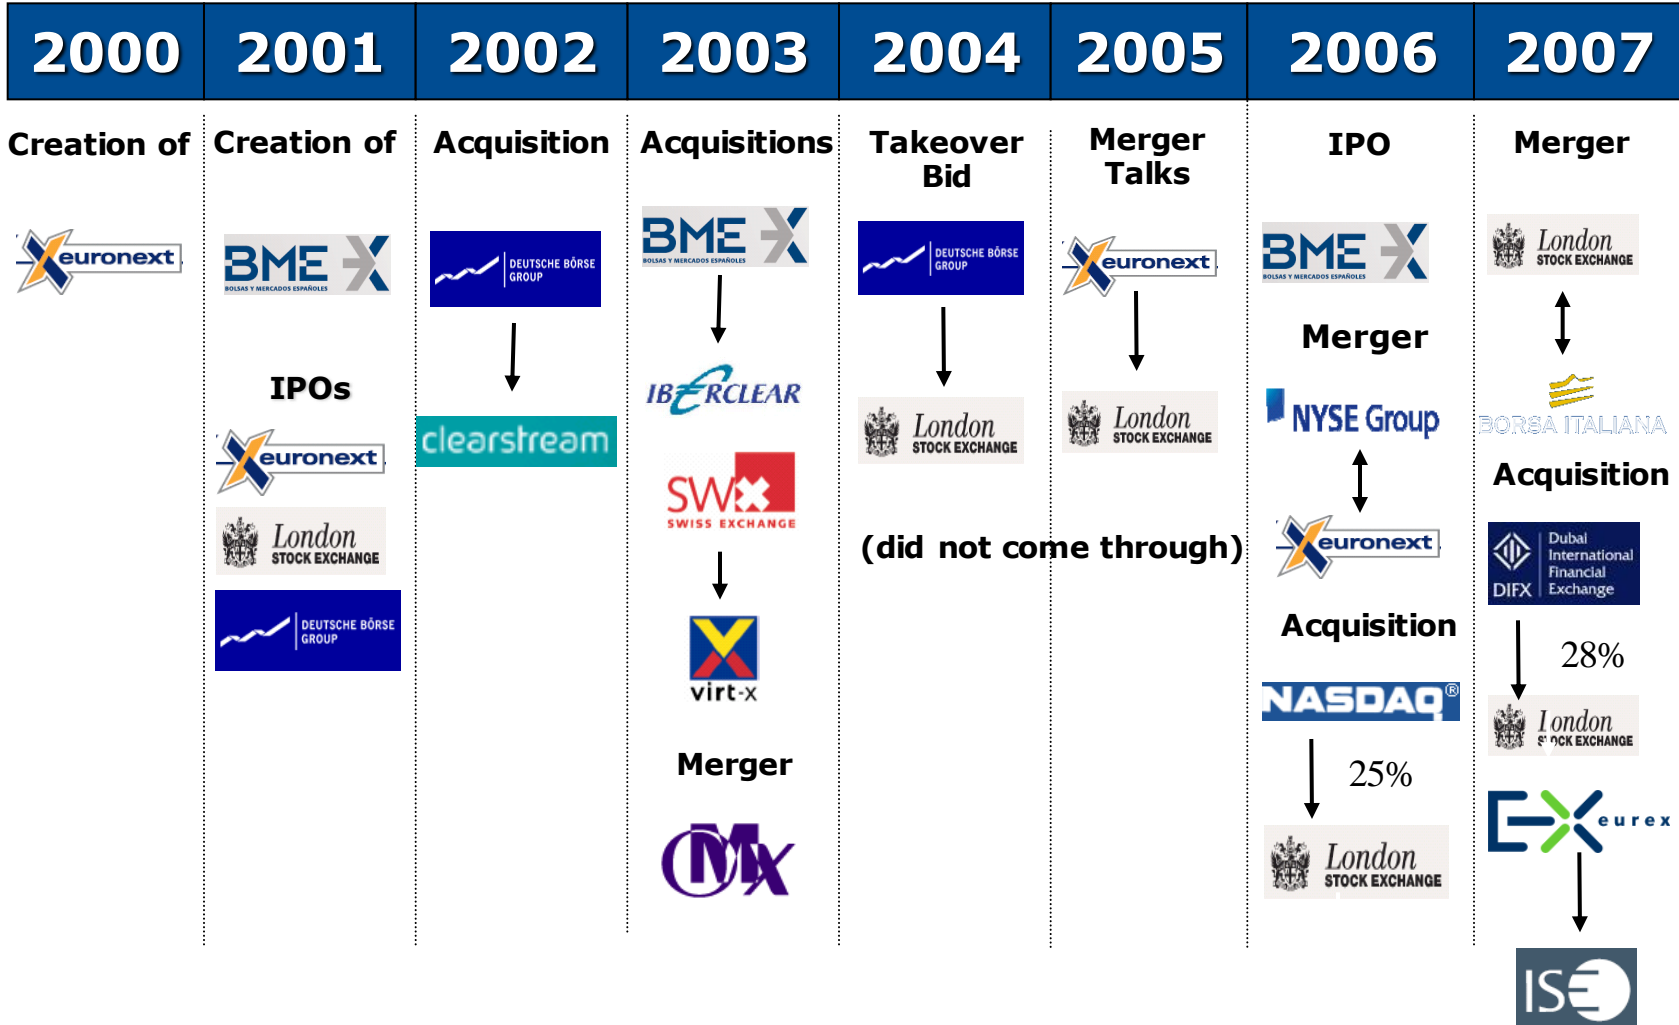 2000
2001
2002
2003
2004
2005
2006
2007
Creation of
euronext
Creation of
BME
BOLSAS Y MERCADOS ESPAÑOLES
IPOs
euronext
London
STOCK EXCHANGE
DEUTSCHE BÖRSE
GROUP
Acquisition
DEUTSCHE BÖRSE
GROUP
clearstream
Acquisitions
BME
BOLSAS Y MERCADOS ESPAÑOLES
IBERCLEAR
SWX
SWISS EXCHANGE
virt-x
Merger
OMX
Takeover
Bid
DEUTSCHE BÖRSE
GROUP
London
STOCK EXCHANGE
Merger
Talks
euronext
London
STOCK EXCHANGE
(did not come through)
IPO
BME
BOLSAS Y MERCADOS ESPAÑOLES
Merger
NYSE Group
euronext
Acquisition
NASDAQ®
25%
London
STOCK EXCHANGE
Merger
London
STOCK EXCHANGE
BORSA ITALIANA
Acquisition
DIFX
Dubai
International
Financial
Exchange
28%
London
STOCK EXCHANGE
EX eurex
ISE